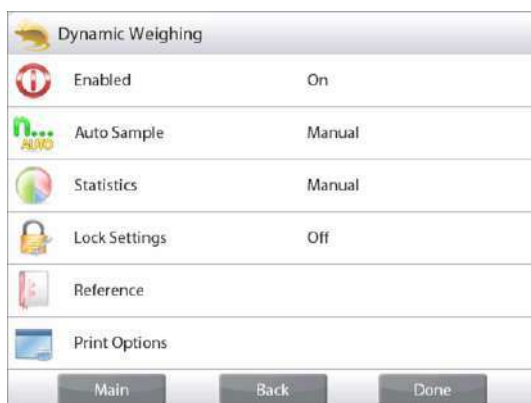 Dynamic Weighing
Enabled On
n...
AUTO
Auto Sample Manual
Statistics Manual
Lock Settings Off
Reference
Print Options
Main Back Done